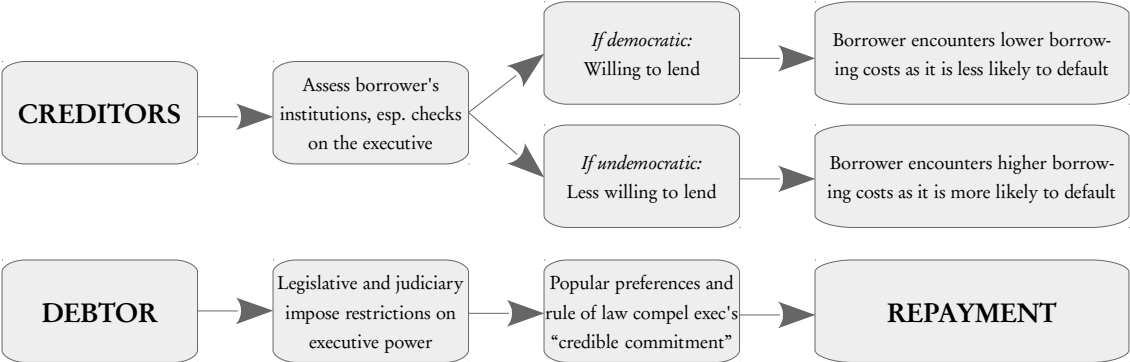 CREDITORS
Assess borrower's
institutions, esp. checks
on the executive
If democratic:
Willing to lend
Borrower encounters lower borrow-
ing costs as it is less likely to default
If undemocratic:
Less willing to lend
Borrower encounters higher borrow-
ing costs as it is more likely to default
DEBTOR
Legislative and judiciary
impose restrictions on
executive power
Popular preferences and
rule of law compel exec's
“credible commitment”
REPAYMENT